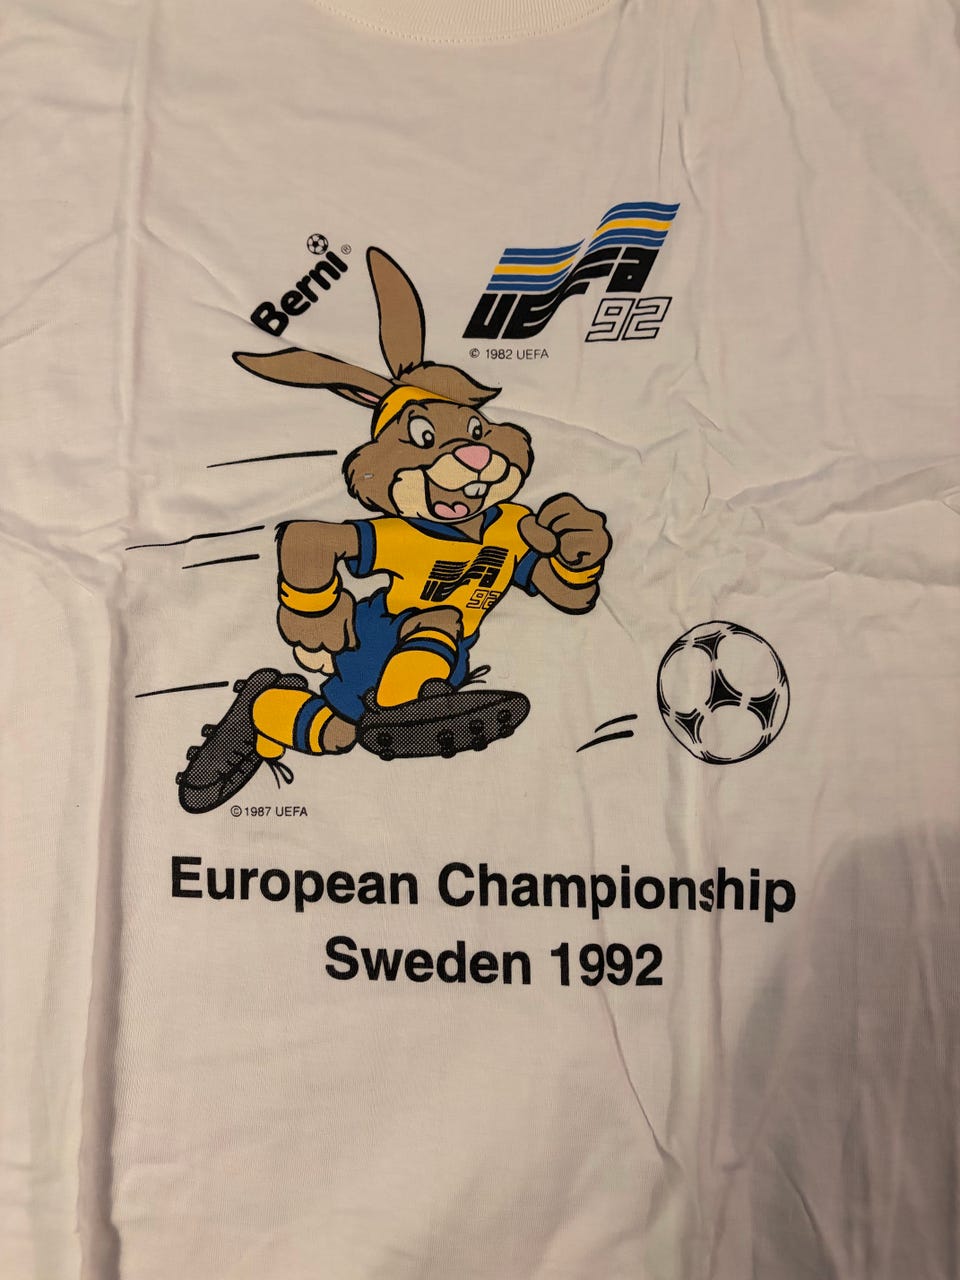 Berni®
UEFA
92
© 1982 UEFA
UEFA
92
© 1987 UEFA
European Championship
Sweden 1992